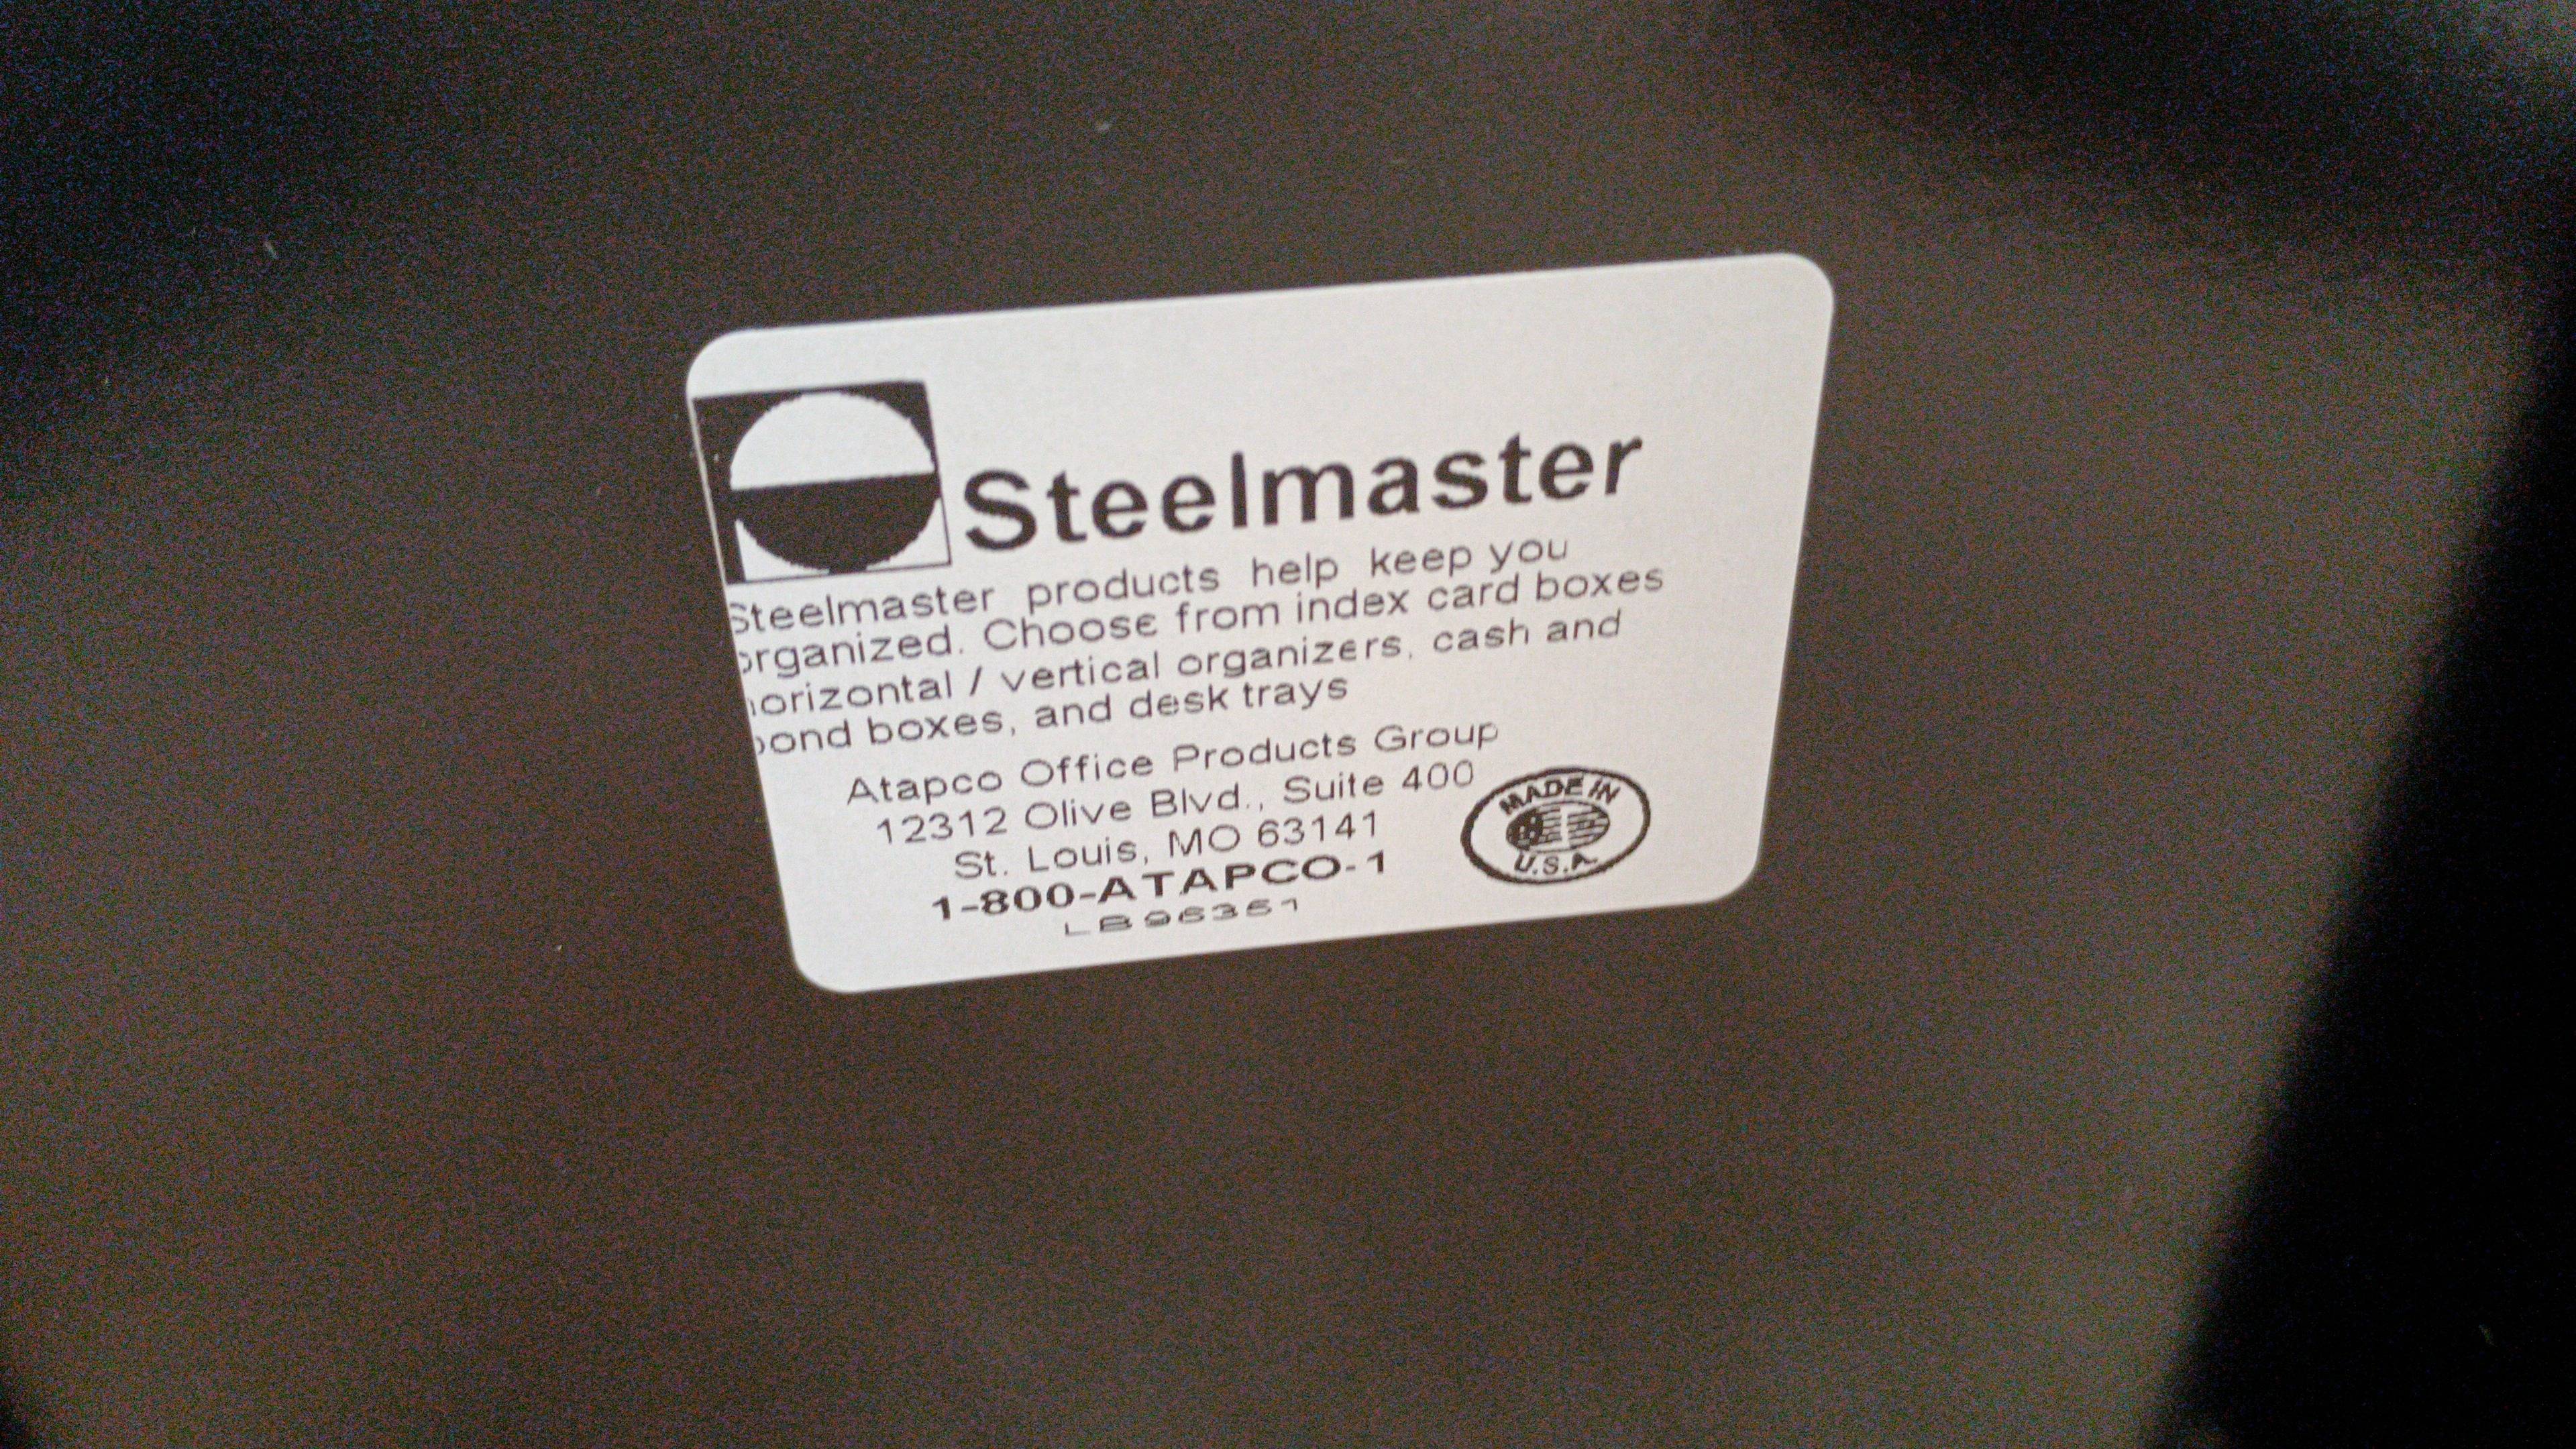 Steelmaster
Steelmaster products help keep you
organized. Choose from index card boxes
horizontal / vertical organizers, cash and
bond boxes, and desk trays
Atapco Office Products Group
12312 Olive Blvd., Suite 400
St. Louis, MO 63141
1-800-ATAPCO-1
LB96351
MADE IN
U.S.A.